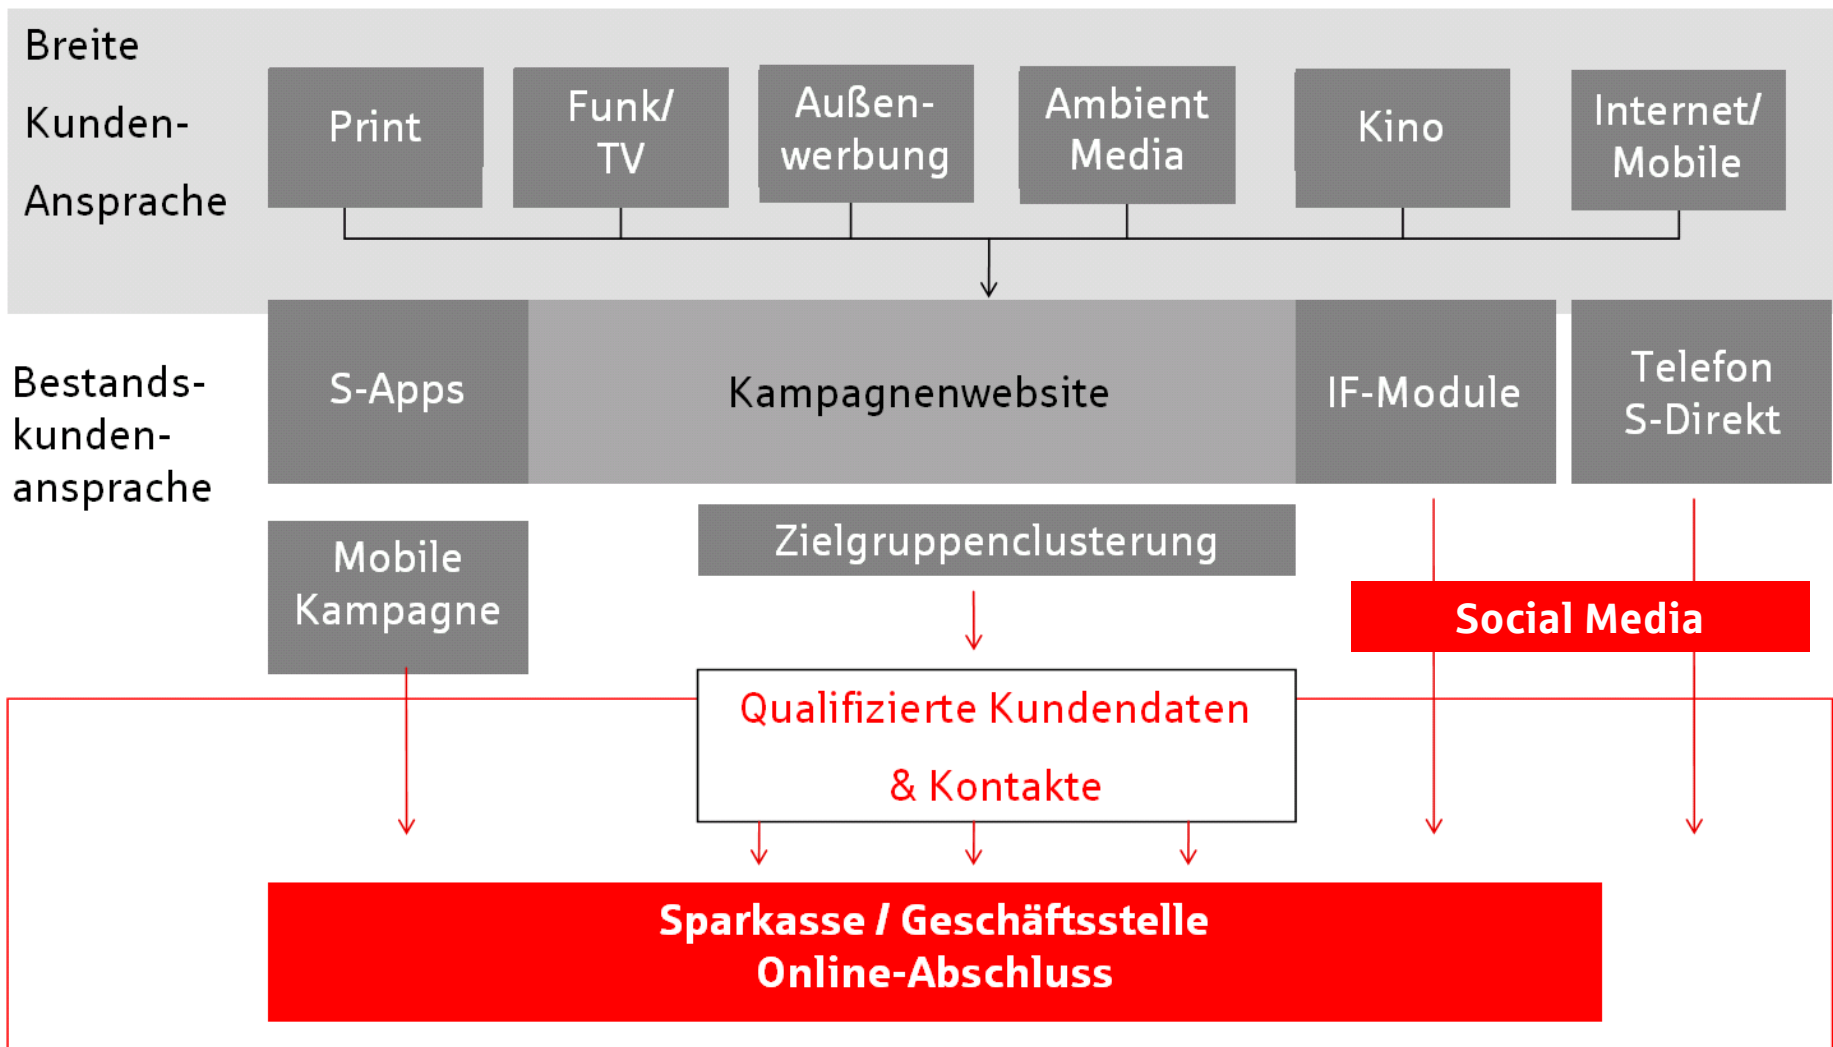 Breite
Kunden-
Ansprache
Print
Funk/
TV
Außen-
werbung
Ambient
Media
Kino
Internet/
Mobile
Bestands-
kunden-
ansprache
S-Apps
Kampagnenwebsite
IF-Module
Telefon
S-Direkt
Mobile
Kampagne
Zielgruppenclusterung
Social Media
Qualifizierte Kundendaten
& Kontakte
Sparkasse / Geschäftsstelle
Online-Abschluss